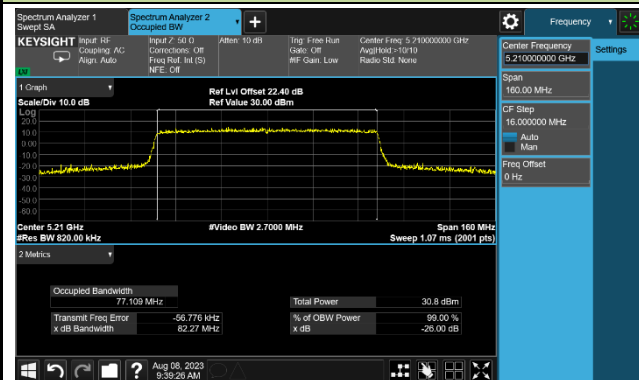 Spectrum Analyzer 1
Swept SA
Spectrum Analyzer 2
Occupied BW
Frequency
KEYSIGHT
Input: RF
Coupling: AC
Align: Auto
Input Z: 50 Ω
Corrections: Off
Freq Ref: Int (S)
NFE: Off
Atten: 10 dB
Trig: Free Run
Gate: Off
#IF Gain: Low
Center Freq: 5.210000000 GHz
Avg|Hold:>10/10
Radio Std: None
Center Frequency
5.210000000 GHz
Settings
Span
160.00 MHz
CF Step
16.000000 MHz
Auto
Man
Freq Offset
0 Hz
1 Graph
Scale/Div 10.0 dB
Ref Lvl Offset 22.40 dB
Ref Value 30.00 dBm
Log
20.0
10.0
0.00
-10.0
-20.0
-30.0
-40.0
-50.0
-60.0
Center 5.21 GHz
#Res BW 820.00 kHz
#Video BW 2.7000 MHz
Span 160 MHz
Sweep 1.07 ms (2001 pts)
2 Metrics
Occupied Bandwidth
77.109 MHz
Total Power 30.8 dBm
Transmit Freq Error -56.776 kHz
% of OBW Power 99.00 %
x dB Bandwidth 82.27 MHz
x dB -26.00 dB
Aug 08, 2023
9:39:26 AM